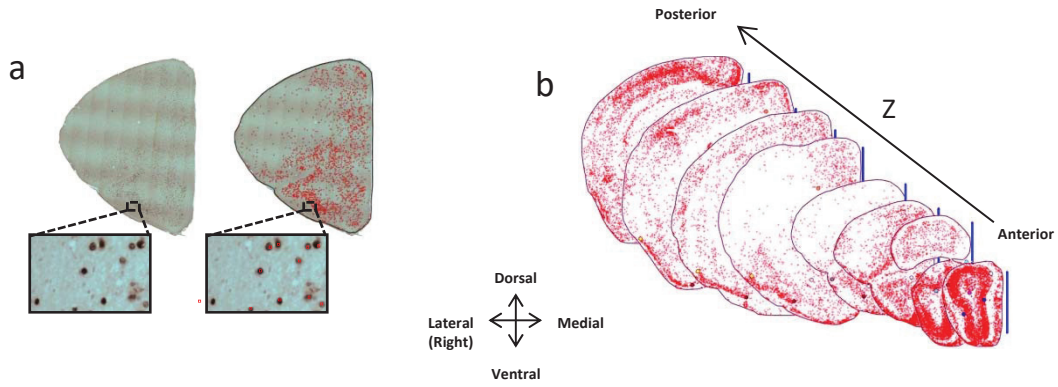 a
b
Posterior
Z
Anterior
Dorsal
Lateral
(Right)
Medial
Ventral